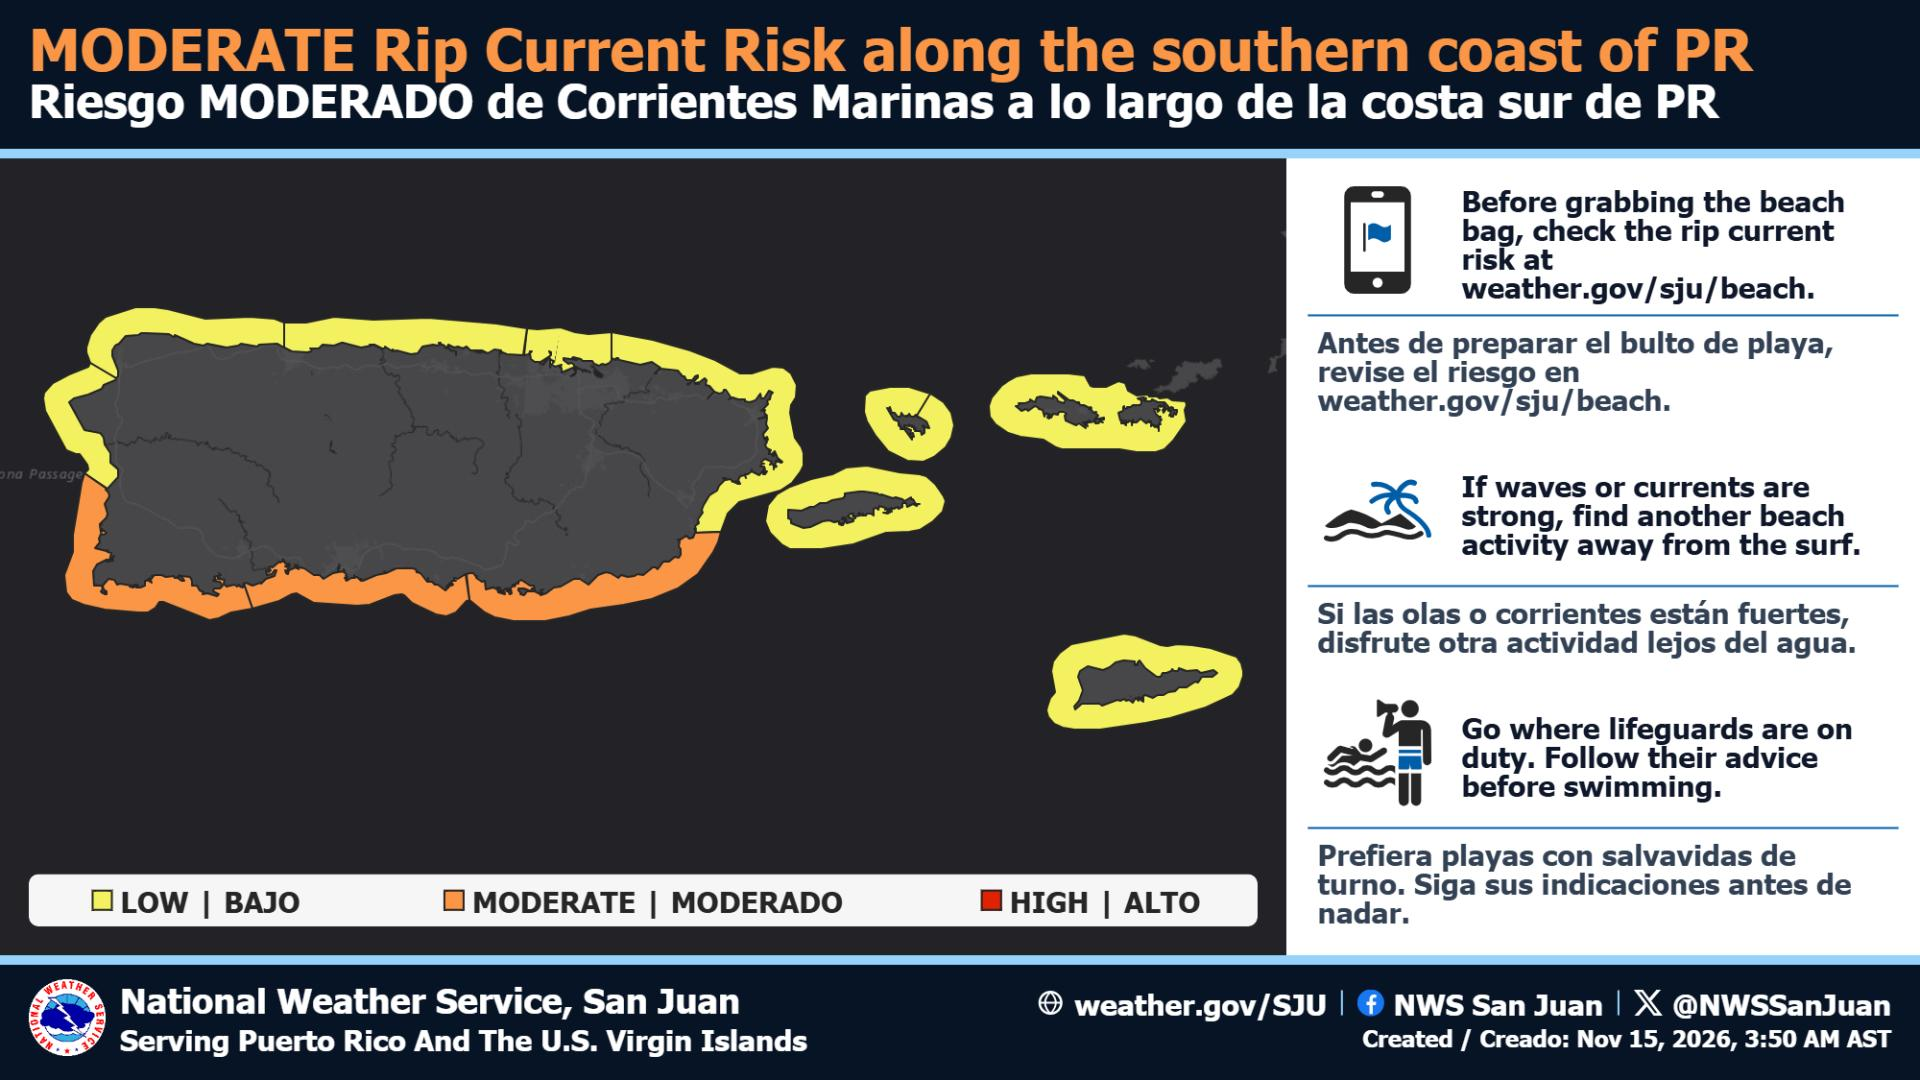 MODERATE Rip Current Risk along the southern coast of PR
Riesgo MODERADO de Corrientes Marinas a lo largo de la costa sur de PR
ona Passage
LOW | BAJO
MODERATE | MODERADO
HIGH | ALTO
Before grabbing the beach
bag, check the rip current
risk at
weather.gov/sju/beach.
Antes de preparar el bulto de playa,
revise el riesgo en
weather.gov/sju/beach.
If waves or currents are
strong, find another beach
activity away from the surf.
Si las olas o corrientes están fuertes,
disfrute otra actividad lejos del agua.
Go where lifeguards are on
duty. Follow their advice
before swimming.
Prefiera playas con salvavidas de
turno. Siga sus indicaciones antes de
nadar.
NATIONAL WEATHER SERVICE
National Weather Service, San Juan
Serving Puerto Rico And The U.S. Virgin Islands
weather.gov/SJU | NWS San Juan | @NWSSanJuan
Created / Creado: Nov 15, 2026, 3:50 AM AST